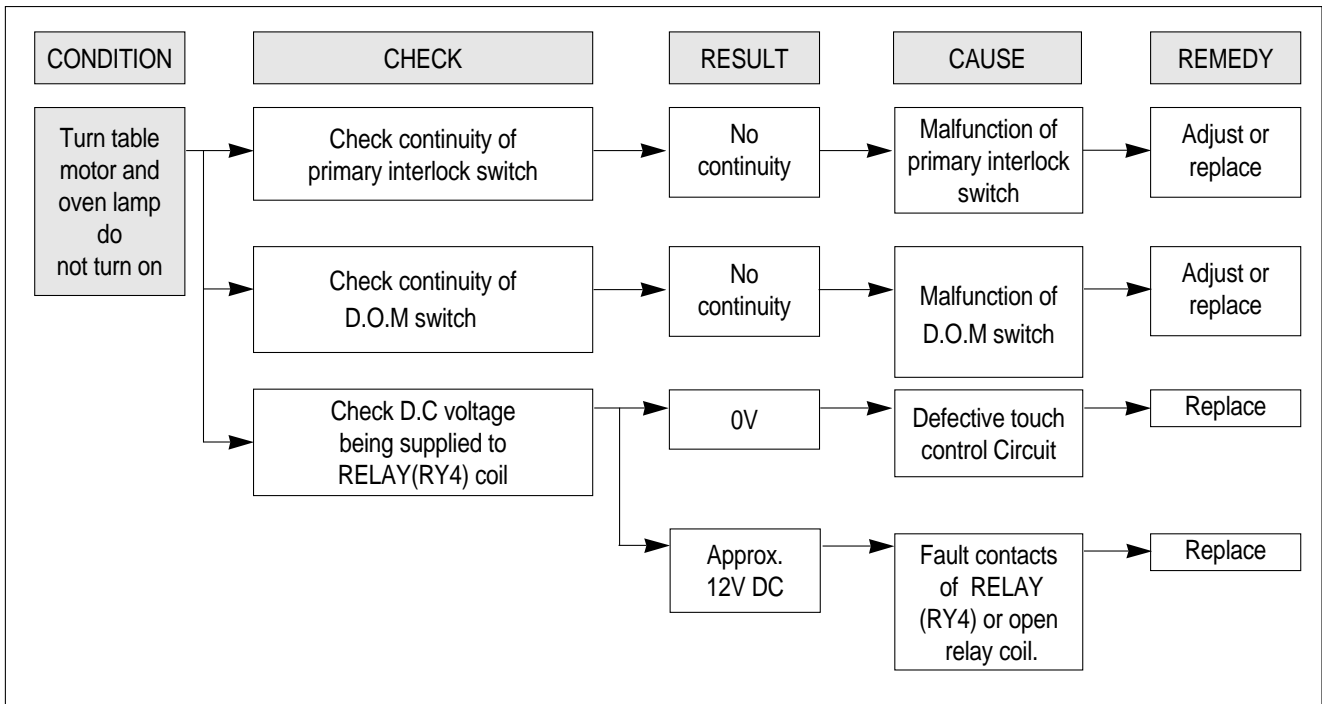 CONDITION
CHECK
RESULT
CAUSE
REMEDY
Turn table
motor and
oven lamp
do
not turn on
Check continuity of
primary interlock switch
No
continuity
Malfunction of
primary interlock
switch
Adjust or
replace
Check continuity of
D.O.M switch
No
continuity
Malfunction of
D.O.M switch
Adjust or
replace
Check D.C voltage
being supplied to
RELAY(RY4) coil
0V
Defective touch
control Circuit
Replace
Approx.
12V DC
Fault contacts
of RELAY
(RY4) or open
relay coil.
Replace